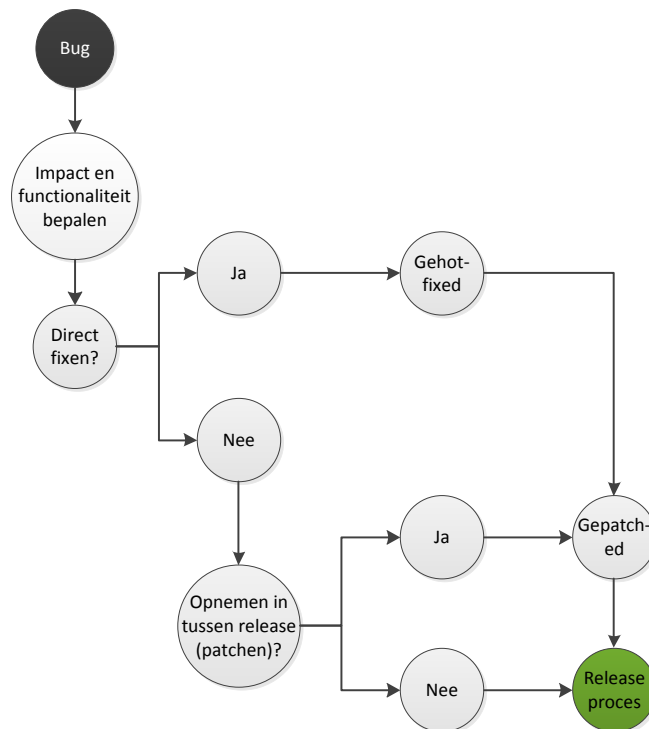 Bug
Impact en
functionaliteit
bepalen
Direct
fixen?
Ja
Gehot-
fixed
Nee
Opnemen in
tussen release
(patchen)?
Ja
Gepatch-
ed
Nee
Release
proces